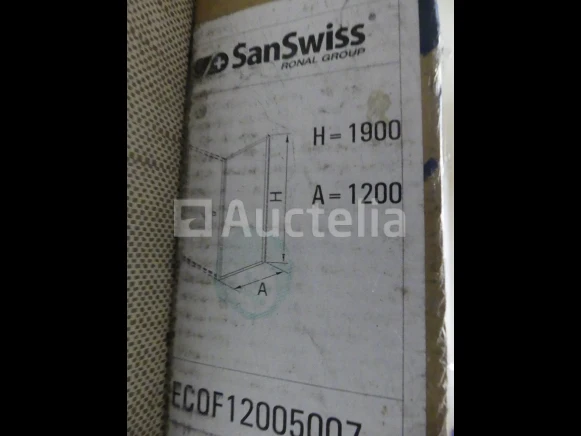 SanSwiss
RONAL GROUP
H = 1900
A = 1200
H
Auctelia
A
ECOF12005007